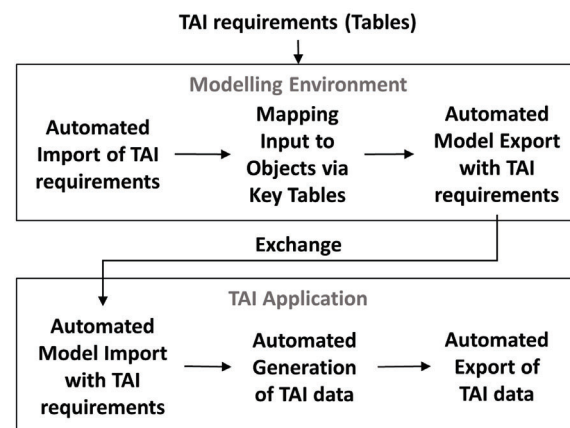 TAI requirements (Tables)
Modelling Environment
Automated
Import of TAI
requirements
Mapping
Input to
Objects via
Key Tables
Automated
Model Export
with TAI
requirements
Exchange
TAI Application
Automated
Model Import
with TAI
requirements
Automated
Generation
of TAI data
Automated
Export of
TAI data